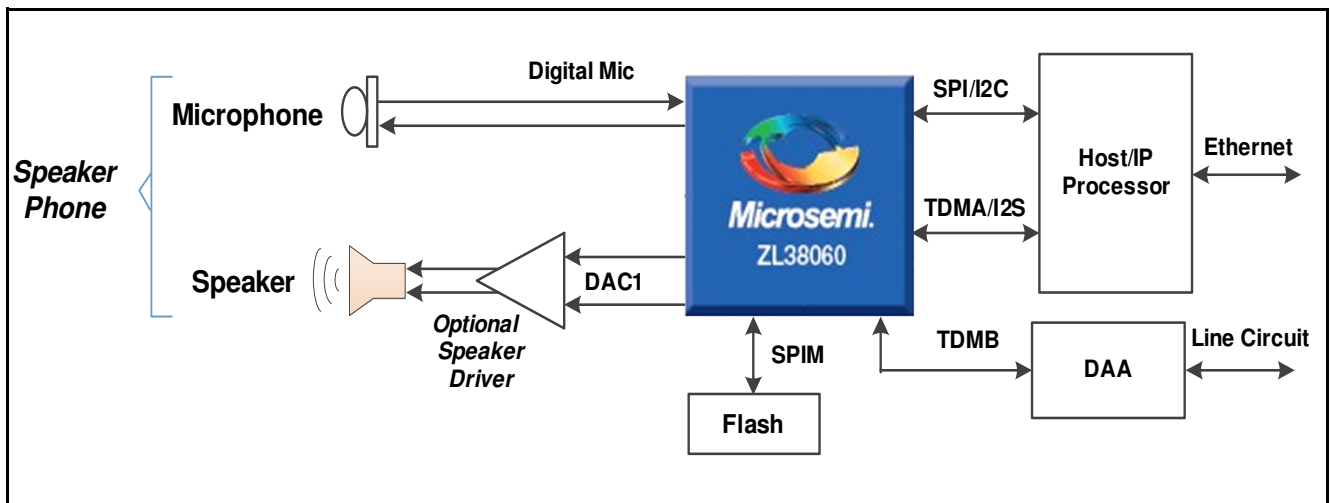 Speaker
Phone
Microphone
Digital Mic
Speaker
Optional
Speaker
Driver
DAC1
Microsemi.
ZL38060
SPIM
Flash
SPI/I2C
TDMA/I2S
Host/IP
Processor
Ethernet
TDMB
DAA
Line Circuit